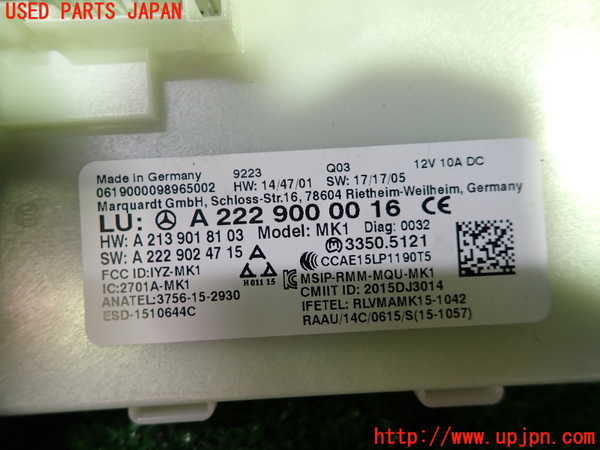 USED PARTS JAPAN
Made in Germany 9223 Q03 12V 10A DC
0619000098965002 HW: 14/47/01 SW: 17/17/05
Marquardt GmbH, Schloss-Str.16, 78604 Rietheim-Weilheim, Germany
LU: A 222 900 00 16 CE
HW: A 213 901 81 03 Model: MK1 Diag: 0032
SW: A 222 902 47 15 3350.5121
FCC ID:IYZ-MK1 CCAE15LP1190T5
IC:2701A-MK1 H 011 15 MSIP-RMM-MQU-MK1
ANATEL:3756-15-2930 CMIIT ID: 2015DJ3014
ESD-1510644C IFETEL: RLVMAMK15-1042
RAAU/14C/0615/S(15-1057)
http://www.upjpn.com